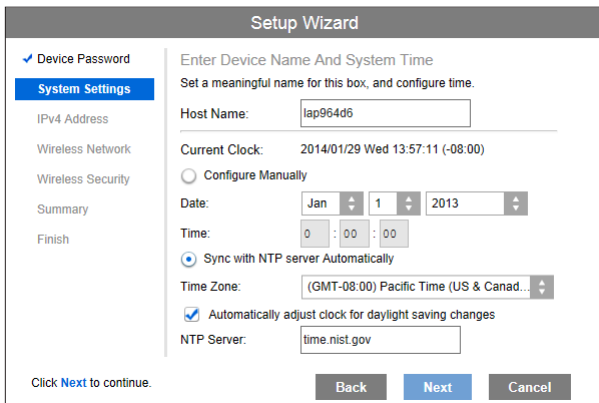 Setup Wizard
Device Password
System Settings
IPv4 Address
Wireless Network
Wireless Security
Summary
Finish
Enter Device Name And System Time
Set a meaningful name for this box, and configure time.
Host Name: lap964d6
Current Clock: 2014/01/29 Wed 13:57:11 (-08:00)
Configure Manually
Date: Jan 1 2013
Time: 0 : 00 : 00
Sync with NTP server Automatically
Time Zone: (GMT-08:00) Pacific Time (US & Canad...
Automatically adjust clock for daylight saving changes
NTP Server: time.nist.gov
Click Next to continue.
Back Next Cancel